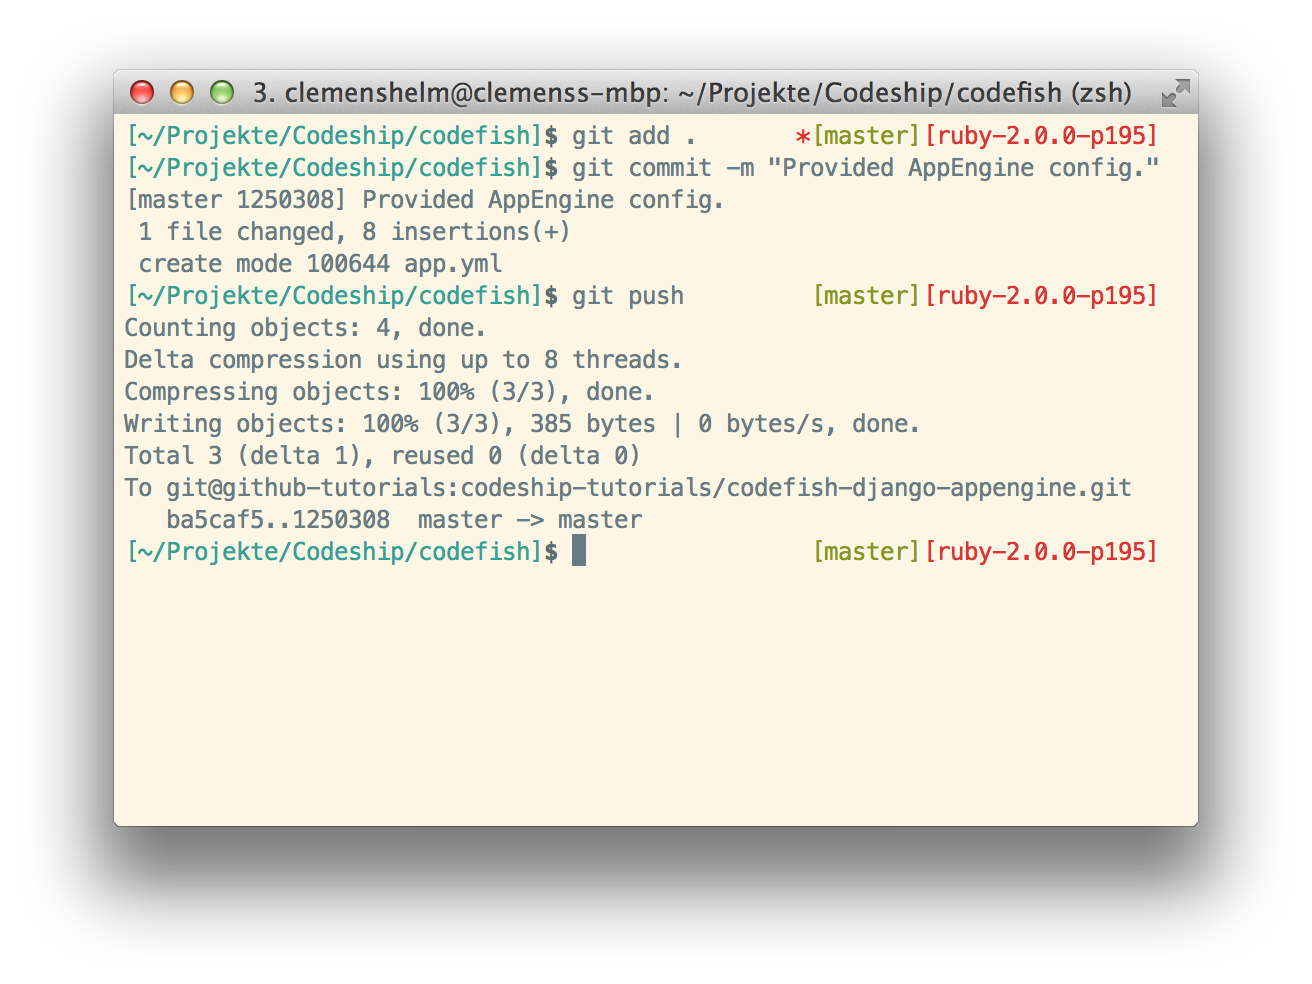 3. clemenshelm@clemenss-mbp: ~/Projekte/Codeship/codefish (zsh)
[~/Projekte/Codeship/codefish]$ git add . *[master][ruby-2.0.0-p195]
[~/Projekte/Codeship/codefish]$ git commit -m "Provided AppEngine config."
[master 1250308] Provided AppEngine config.
1 file changed, 8 insertions(+)
create mode 100644 app.yml
[~/Projekte/Codeship/codefish]$ git push [master][ruby-2.0.0-p195]
Counting objects: 4, done.
Delta compression using up to 8 threads.
Compressing objects: 100% (3/3), done.
Writing objects: 100% (3/3), 385 bytes | 0 bytes/s, done.
Total 3 (delta 1), reused 0 (delta 0)
To git@github-tutorials:codeship-tutorials/codefish-django-appengine.git
ba5caf5..1250308  master -> master
[~/Projekte/Codeship/codefish]$ [master][ruby-2.0.0-p195]